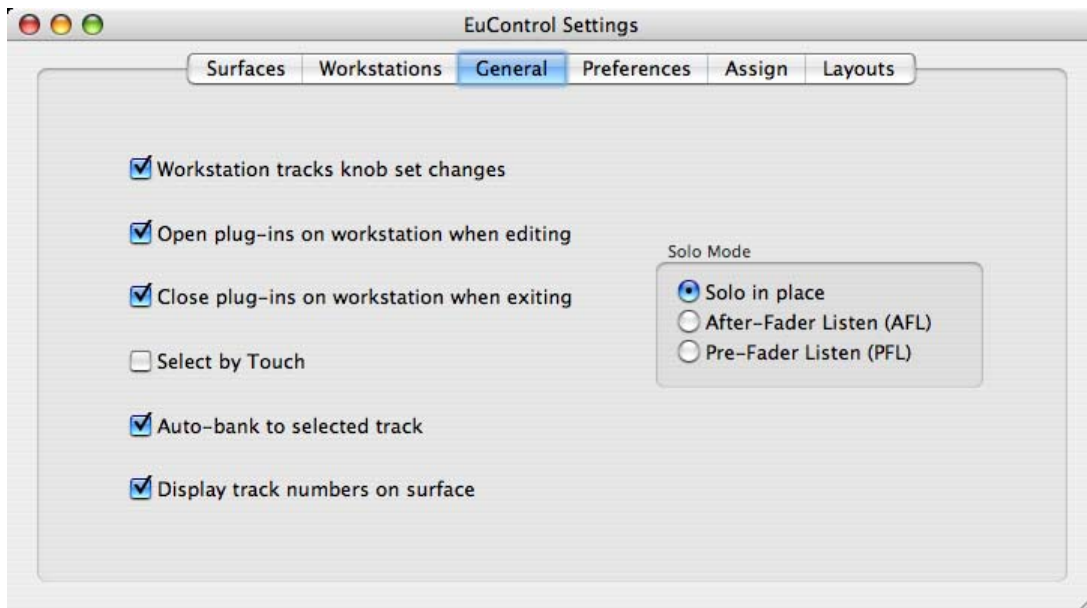 EuControl Settings
Surfaces Workstations General Preferences Assign Layouts
Workstation tracks knob set changes
Open plug-ins on workstation when editing
Close plug-ins on workstation when exiting
Select by Touch
Auto-bank to selected track
Display track numbers on surface
Solo Mode
Solo in place
After-Fader Listen (AFL)
Pre-Fader Listen (PFL)